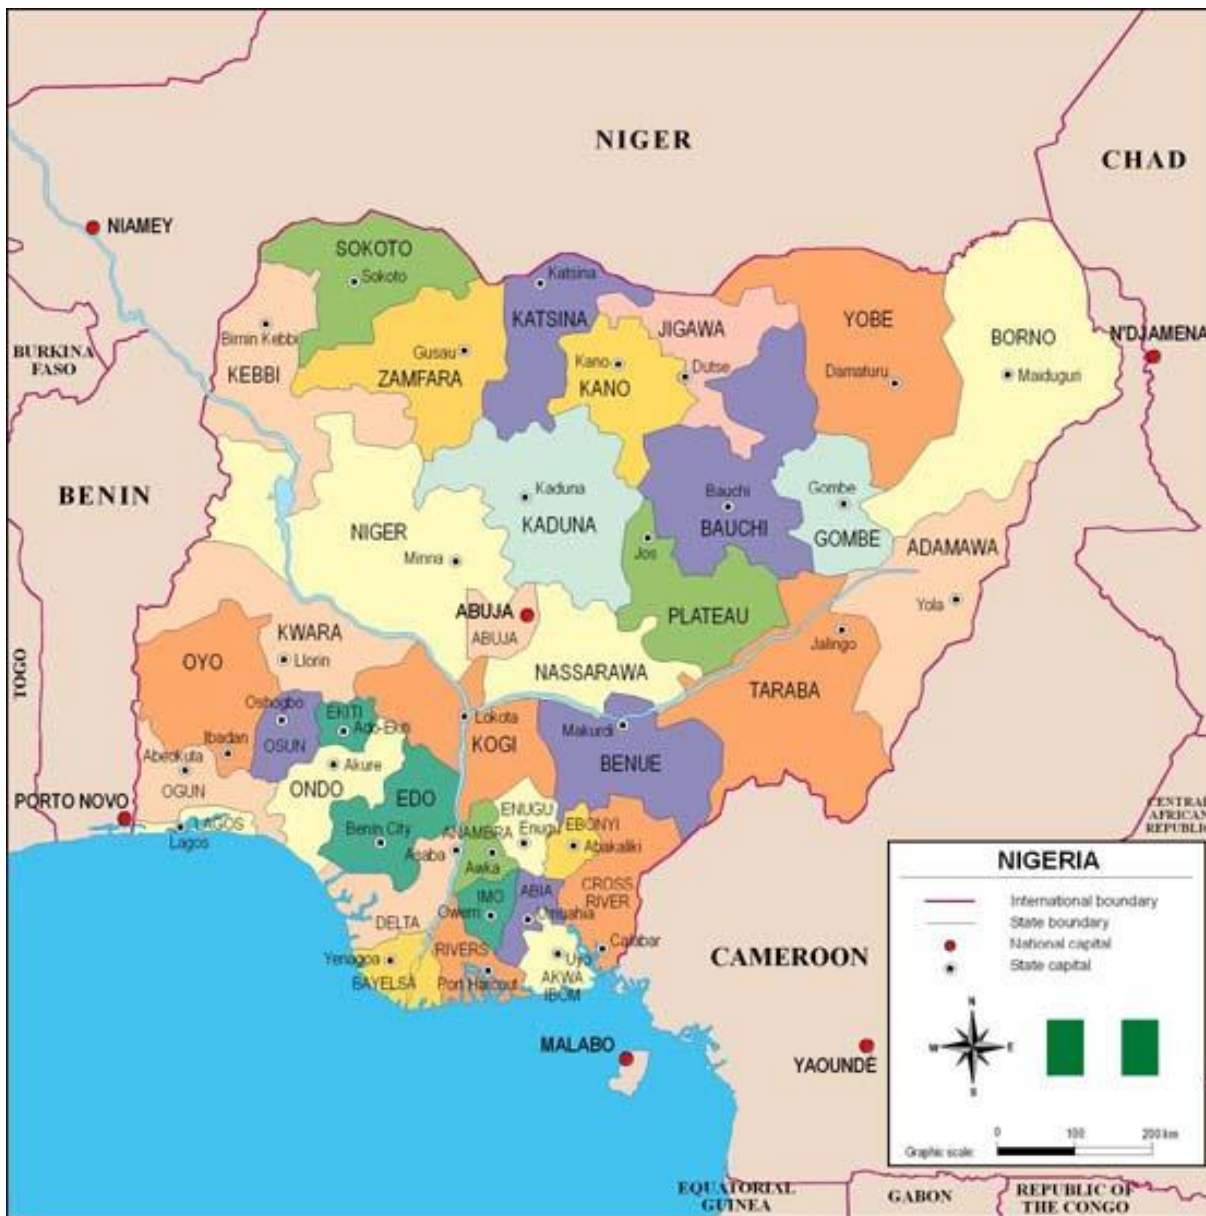 NIGER
CHAD
NIAMEY
SOKOTO
Sokoto
Katsina
KATSINA
JIGAWA
YOBE
BORNO
N'DJAMENA
BURKINA
FASO
Birnin Kebbi
KEBBI
Gusau
ZAMFARA
Kano
KANO
Dutse
Damaturu
Maiduguri
BENIN
NIGER
Minna
Kaduna
KADUNA
Bauchi
BAUCHI
Gombe
GOMBE
Jos
ADAMAWA
Yola
ABUJA
ABUJA
PLATEAU
Jalingo
TARABA
KWARA
Llorin
OYO
TOGO
NASSARAWA
Oshogbo
OSUN
EKITI
Ado-Ekiti
Lokota
KOGI
Makurdi
BENUE
Ibadan
Abeokuta
OGUN
Akure
ONDO
EDO
Benin City
PORTO NOVO
LAGOS
Lagos
ENUGU
Enugu
EBONYI
Abakaliki
ANAMBRA
Asaba
Awka
CROSS
RIVER
IMO
Owerri
ABIA
Umuahia
DELTA
Calabar
RIVERS
Yenagoa
BAYELSA
Port Harcout
Uyo
AKWA
IBOM
CENTRAL
AFRICAN
REPUBLIC
CAMEROON
MALABO
YAOUNDÉ
NIGERIA
International boundary
State boundary
National capital
State capital
N
W
E
S
0 100 200 km
Graphic scale:
EQUATORIAL
GUINEA
GABON
REPUBLIC OF
THE CONGO